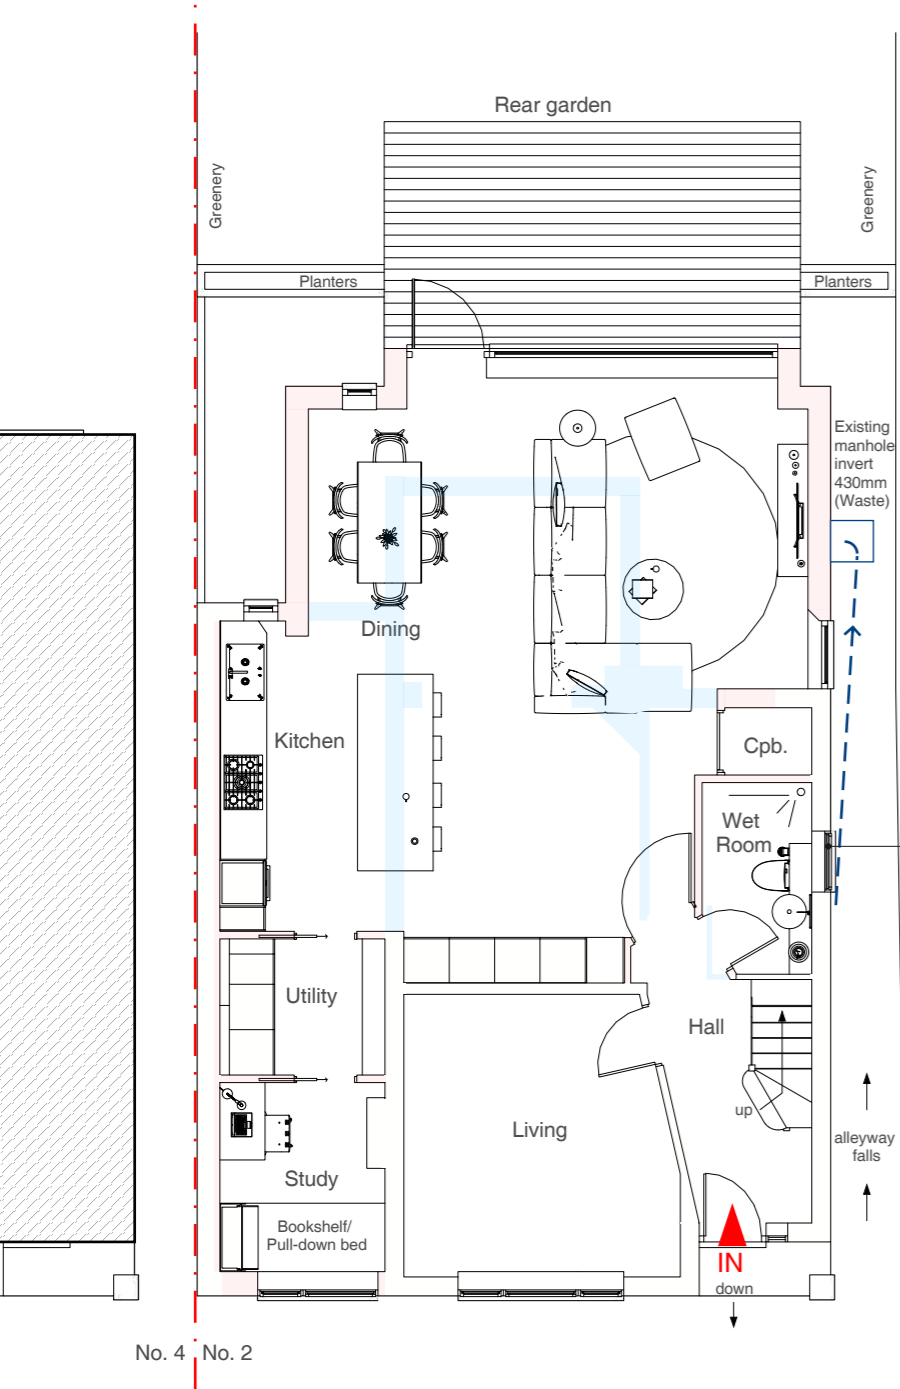 Rear garden
Greenery
Greenery
Planters
Planters
Existing
manhole
invert
430mm
(Waste)
Dining
Kitchen
Cpb.
Wet
Room
Utility
Hall
up
Living
alleyway
falls
Study
Bookshelf/
Pull-down bed
IN
down
No. 4
No. 2